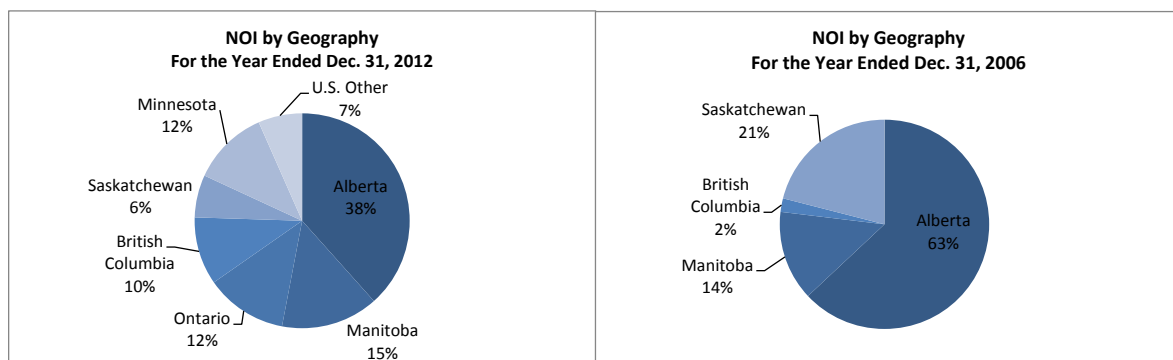 NOI by Geography
For the Year Ended Dec. 31, 2012
U.S. Other
7%
Minnesota
12%
Saskatchewan
6%
British
Columbia
10%
Ontario
12%
Manitoba
15%
Alberta
38%
NOI by Geography
For the Year Ended Dec. 31, 2006
Saskatchewan
21%
British
Columbia
2%
Manitoba
14%
Alberta
63%